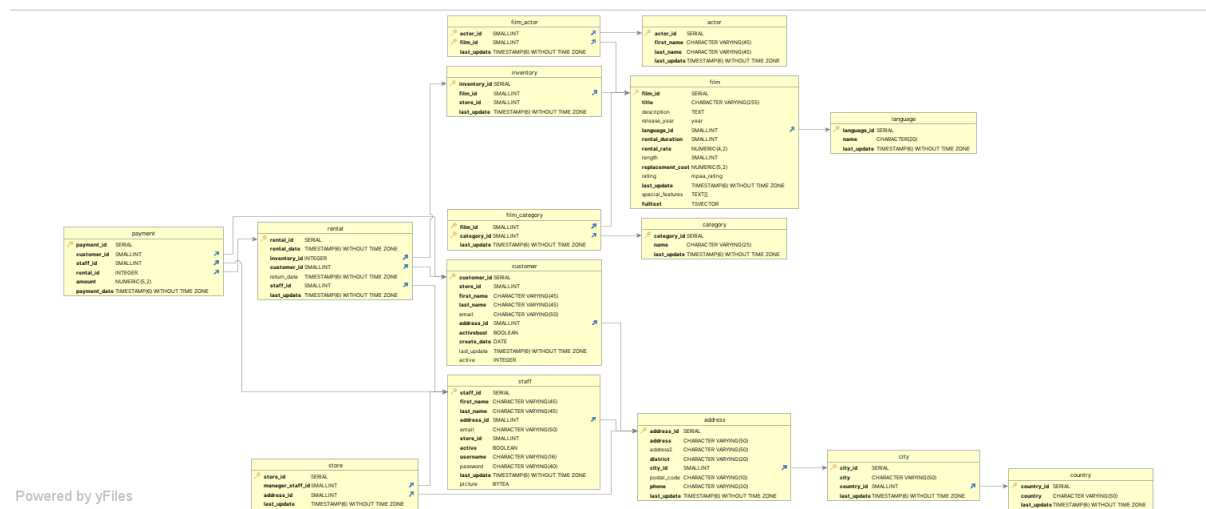 film_actor
actor_id SMALLINT
film_id SMALLINT
last_update TIMESTAMP(6) WITHOUT TIME ZONE
actor
actor_id SERIAL
first_name CHARACTER VARYING(45)
last_name CHARACTER VARYING(45)
last_update TIMESTAMP(6) WITHOUT TIME ZONE
inventory
inventory_id SERIAL
film_id SMALLINT
store_id SMALLINT
last_update TIMESTAMP(6) WITHOUT TIME ZONE
film
film_id SERIAL
title CHARACTER VARYING(255)
description TEXT
release_year year
language_id SMALLINT
rental_duration SMALLINT
rental_rate NUMERIC(4,2)
length SMALLINT
replacement_cost NUMERIC(5,2)
rating mpaa_rating
last_update TIMESTAMP(6) WITHOUT TIME ZONE
special_features TEXT[]
fulltext TSVECTOR
language
language_id SERIAL
name CHARACTER(20)
last_update TIMESTAMP(6) WITHOUT TIME ZONE
film_category
film_id SMALLINT
category_id SMALLINT
last_update TIMESTAMP(6) WITHOUT TIME ZONE
category
category_id SERIAL
name CHARACTER VARYING(25)
last_update TIMESTAMP(6) WITHOUT TIME ZONE
payment
payment_id SERIAL
customer_id SMALLINT
staff_id SMALLINT
rental_id INTEGER
amount NUMERIC(5,2)
payment_date TIMESTAMP(6) WITHOUT TIME ZONE
rental
rental_id SERIAL
rental_date TIMESTAMP(6) WITHOUT TIME ZONE
inventory_id INTEGER
customer_id SMALLINT
return_date TIMESTAMP(6) WITHOUT TIME ZONE
staff_id SMALLINT
last_update TIMESTAMP(6) WITHOUT TIME ZONE
customer
customer_id SERIAL
store_id SMALLINT
first_name CHARACTER VARYING(45)
last_name CHARACTER VARYING(45)
email CHARACTER VARYING(50)
address_id SMALLINT
activebool BOOLEAN
create_date DATE
last_update TIMESTAMP(6) WITHOUT TIME ZONE
active INTEGER
staff
staff_id SERIAL
first_name CHARACTER VARYING(45)
last_name CHARACTER VARYING(45)
address_id SMALLINT
email CHARACTER VARYING(50)
store_id SMALLINT
active BOOLEAN
username CHARACTER VARYING(16)
password CHARACTER VARYING(40)
last_update TIMESTAMP(6) WITHOUT TIME ZONE
picture BYTEA
store
store_id SERIAL
manager_staff_id SMALLINT
address_id SMALLINT
last_update TIMESTAMP(6) WITHOUT TIME ZONE
address
address_id SERIAL
address CHARACTER VARYING(50)
address2 CHARACTER VARYING(50)
district CHARACTER VARYING(20)
city_id SMALLINT
postal_code CHARACTER VARYING(10)
phone CHARACTER VARYING(20)
last_update TIMESTAMP(6) WITHOUT TIME ZONE
city
city_id SERIAL
city CHARACTER VARYING(50)
country_id SMALLINT
last_update TIMESTAMP(6) WITHOUT TIME ZONE
country
country_id SERIAL
country CHARACTER VARYING(50)
last_update TIMESTAMP(6) WITHOUT TIME ZONE
Powered by yFiles